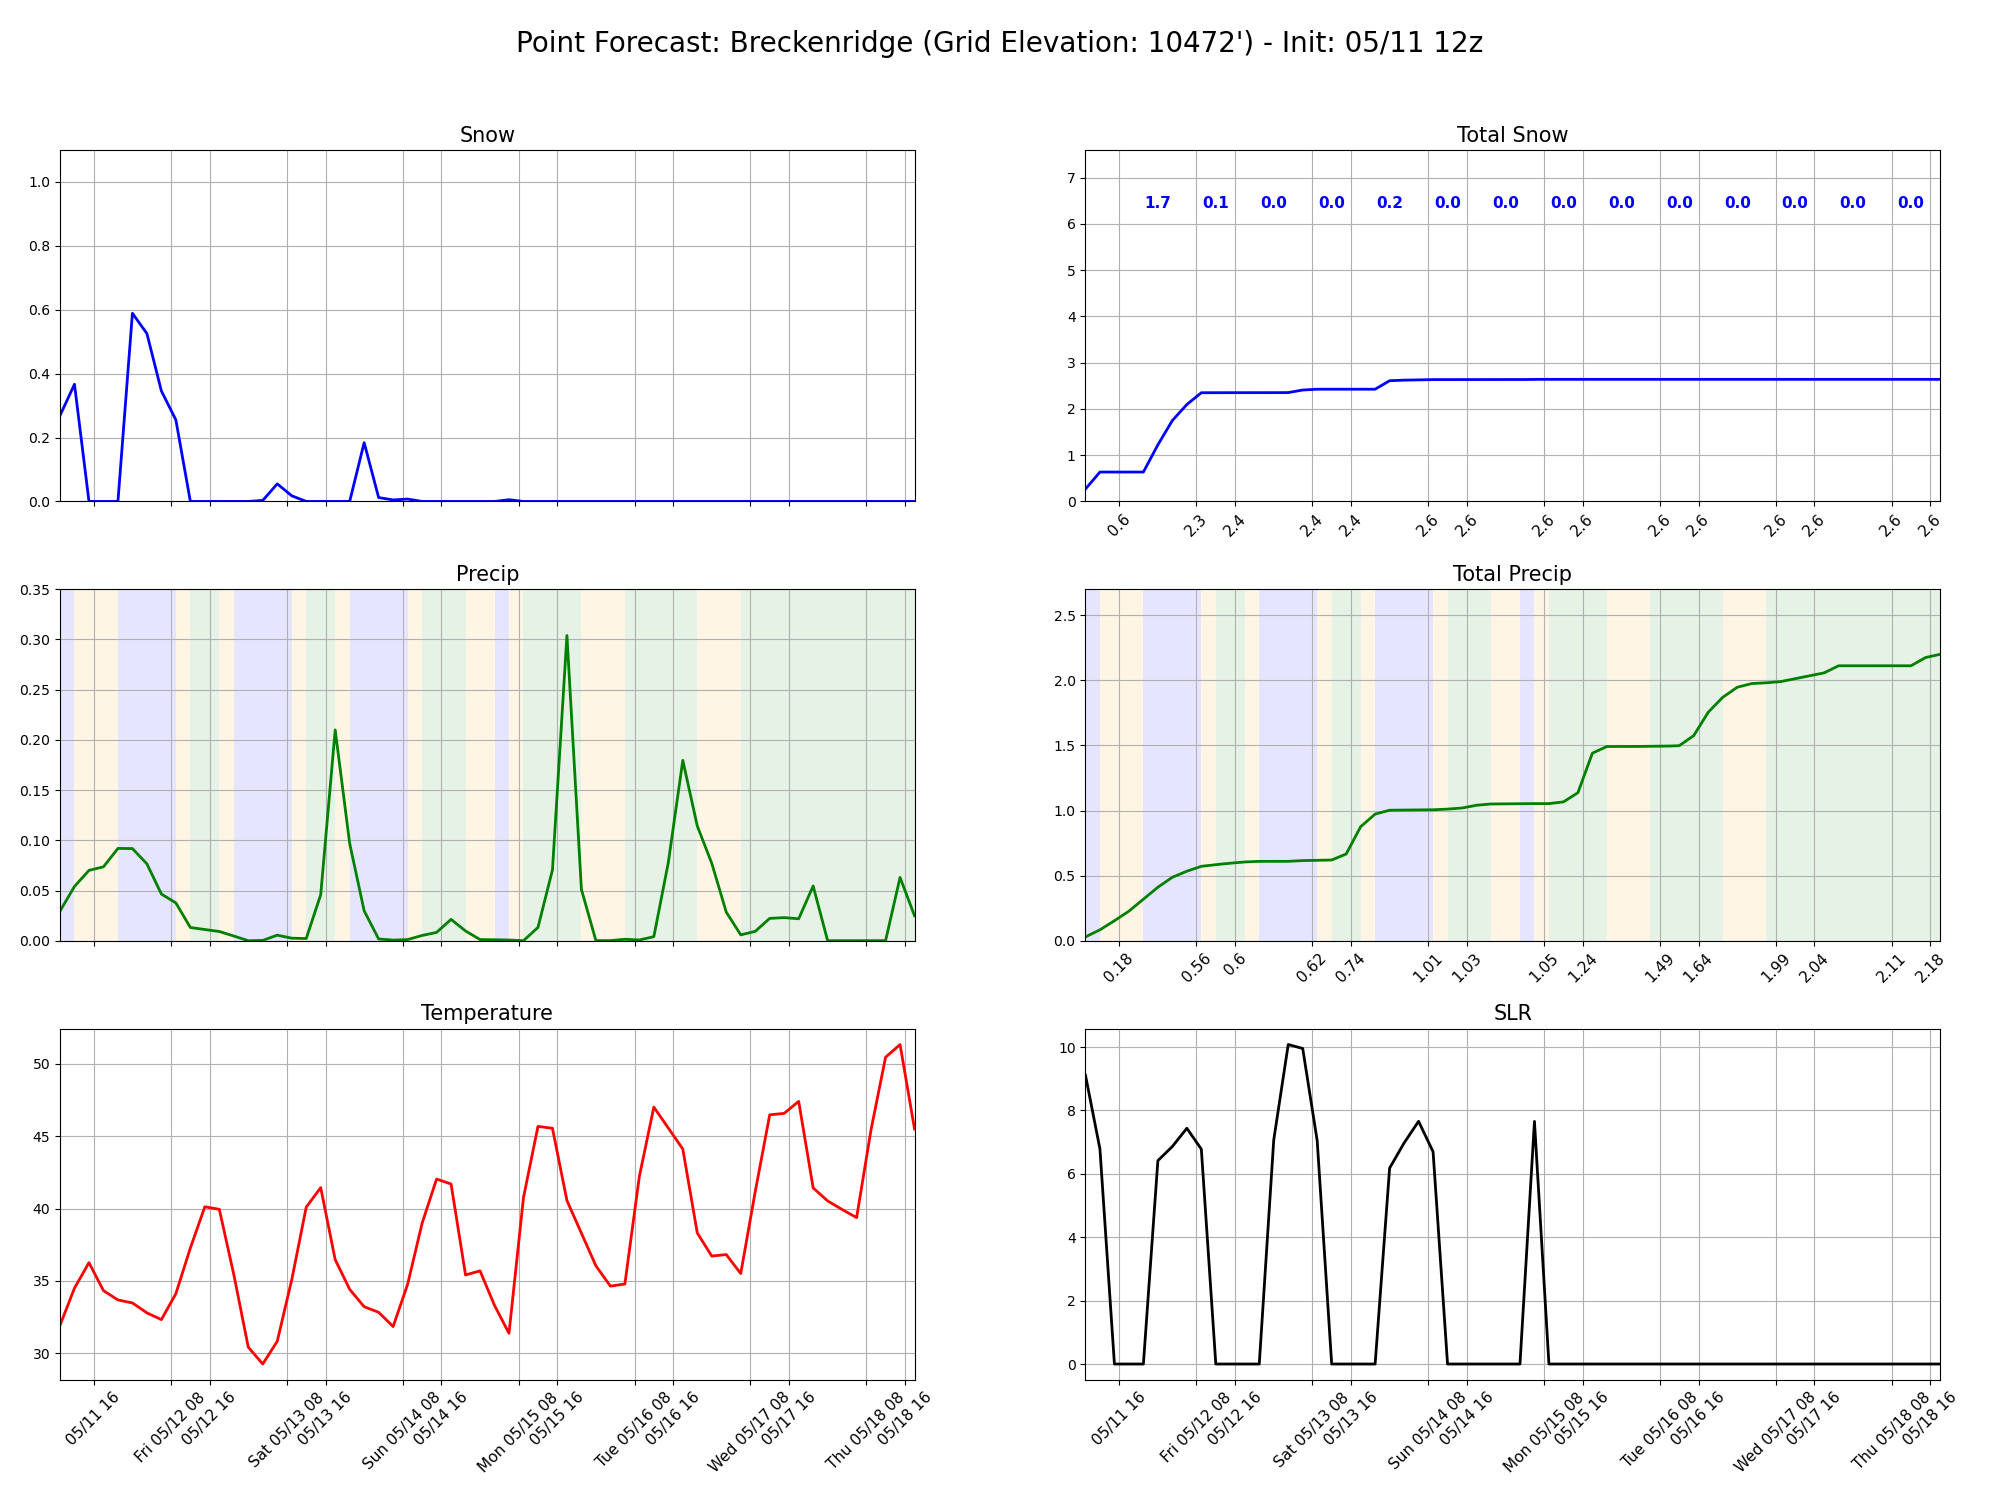 Point Forecast: Breckenridge (Grid Elevation: 10472') - Init: 05/11 12z
Snow
1.0
0.8
0.6
0.4
0.2
0.0
Total Snow
7
6
5
4
3
2
1
0
1.7 0.1 0.0 0.0 0.2 0.0 0.0 0.0 0.0 0.0 0.0 0.0 0.0 0.0
0.6 2.3 2.4 2.4 2.4 2.6 2.6 2.6 2.6 2.6 2.6 2.6 2.6 2.6 2.6
Precip
0.35
0.30
0.25
0.20
0.15
0.10
0.05
0.00
Total Precip
2.5
2.0
1.5
1.0
0.5
0.0
0.18 0.56 0.6 0.62 0.74 1.01 1.03 1.05 1.24 1.49 1.64 1.99 2.04 2.11 2.18
Temperature
50
45
40
35
30
05/11 16
Fri 05/12 08
05/12 16
Sat 05/13 08
05/13 16
Sun 05/14 08
05/14 16
Mon 05/15 08
05/15 16
Tue 05/16 08
05/16 16
Wed 05/17 08
05/17 16
Thu 05/18 08
05/18 16
SLR
10
8
6
4
2
0
05/11 16
Fri 05/12 08
05/12 16
Sat 05/13 08
05/13 16
Sun 05/14 08
05/14 16
Mon 05/15 08
05/15 16
Tue 05/16 08
05/16 16
Wed 05/17 08
05/17 16
Thu 05/18 08
05/18 16